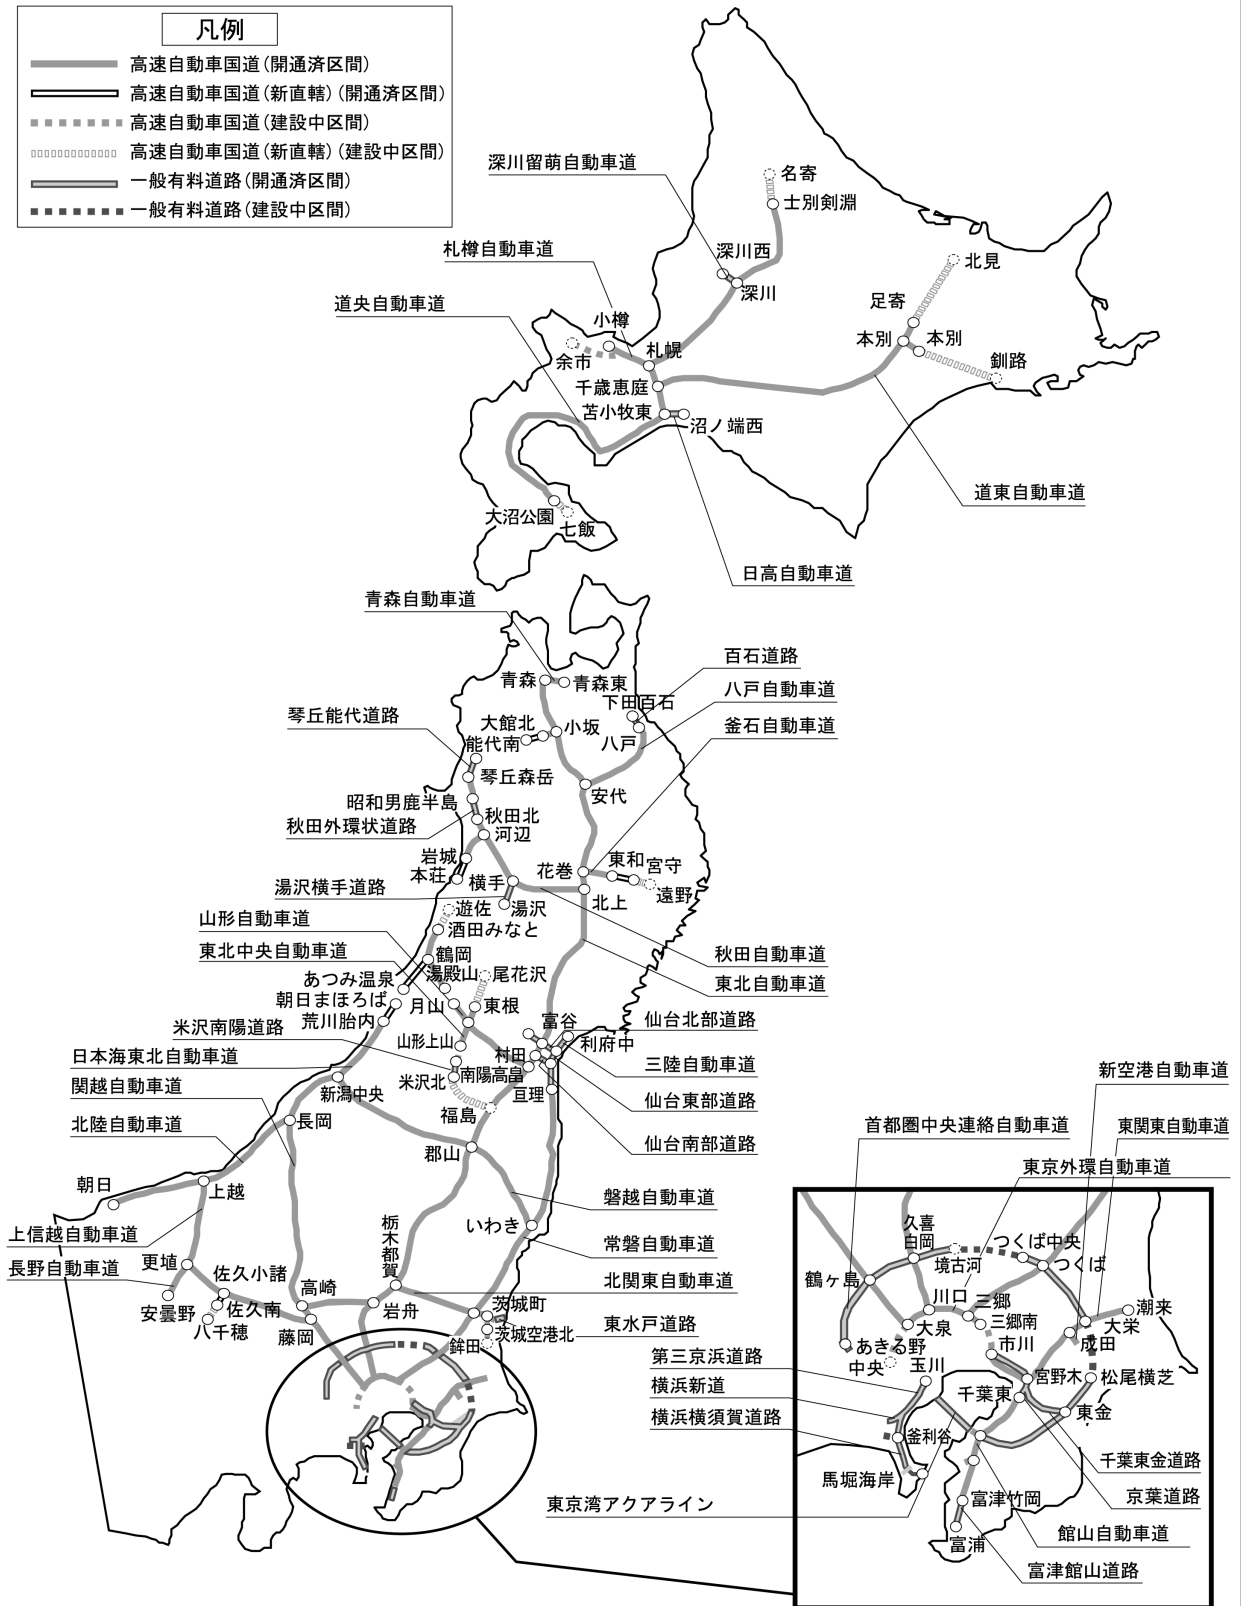 凡例
高速自動車国道(開通済区間)
高速自動車国道(新直轄)(開通済区間)
高速自動車国道(建設中区間)
高速自動車国道(新直轄)(建設中区間)
一般有料道路(開通済区間)
一般有料道路(建設中区間)
深川留萌自動車道
名寄
士別剣淵
札樽自動車道
深川西
深川
北見
道央自動車道
足寄
小樽
本別
本別
余市
札幌
釧路
千歳恵庭
苫小牧東
沼ノ端西
道東自動車道
大沼公園
七飯
日高自動車道
青森自動車道
百石道路
青森
青森東
八戸自動車道
下田百石
琴丘能代道路
大館北
小坂
釜石自動車道
能代南
八戸
琴丘森岳
安代
昭和男鹿半島
秋田北
秋田外環状道路
河辺
岩城
花巻
東和
宮守
本荘
横手
湯沢横手道路
遠野
湯沢
北上
遊佐
山形自動車道
酒田みなと
東北中央自動車道
鶴岡
秋田自動車道
湯殿山
尾花沢
あつみ温泉
東北自動車道
朝日まほろば
月山
東根
荒川胎内
富谷
仙台北部道路
米沢南陽道路
山形上山
利府中
日本海東北自動車道
村田
三陸自動車道
新空港自動車道
関越自動車道
米沢北
南陽高畠
新潟中央
亘理
仙台東部道路
福島
北陸自動車道
長岡
首都圏中央連絡自動車道
東関東自動車道
仙台南部道路
郡山
東京外環自動車道
朝日
上越
磐越自動車道
上信越自動車道
栃木都賀
いわき
久喜白岡
つくば中央
常磐自動車道
更埴
境古河
つくば
長野自動車道
佐久小諸
高崎
北関東自動車道
鶴ヶ島
安曇野
佐久南
岩舟
茨城町
川口
三郷
潮来
八千穂
藤岡
東水戸道路
大泉
三郷南
大栄
茨城空港北
鉾田
あきる野
市川
成田
中央
玉川
第三京浜道路
宮野木
松尾横芝
横浜新道
千葉東
東金
横浜横須賀道路
釜利谷
千葉東金道路
馬堀海岸
京葉道路
東京湾アクアライン
富津竹岡
館山自動車道
富浦
富津館山道路